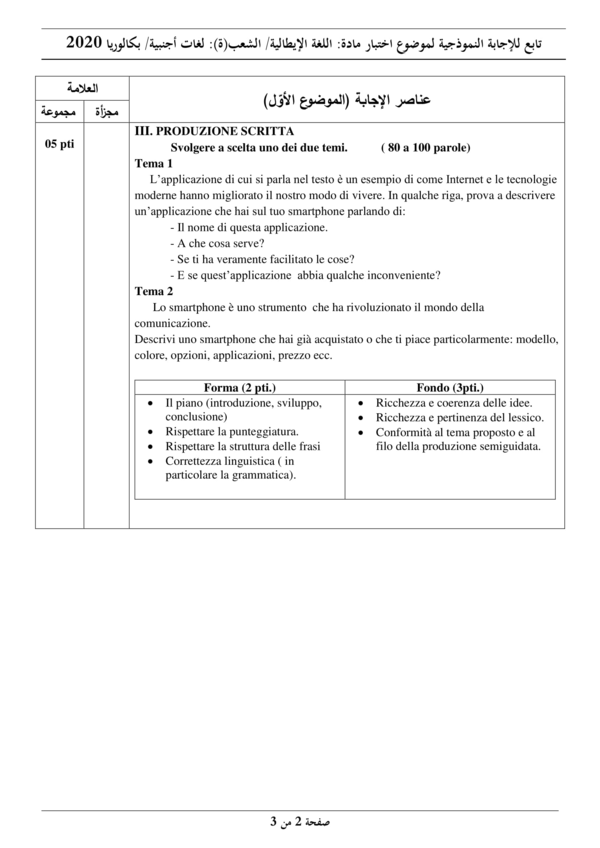 تابع للإجابة النموذجية لموضوع اختبار مادة: اللغة الإيطالية/ الشعب(ة): لغات أجنبية/ بكالوريا 2020
العلامة
عناصر الإجابة (الموضوع الأوّل)
مجموعة
مجزأة
05 pti
III. PRODUZIONE SCRITTA
Svolgere a scelta uno dei due temi. ( 80 a 100 parole)
Tema 1
L’applicazione di cui si parla nel testo è un esempio di come Internet e le tecnologie
moderne hanno migliorato il nostro modo di vivere. In qualche riga, prova a descrivere
un’applicazione che hai sul tuo smartphone parlando di:
- Il nome di questa applicazione.
- A che cosa serve?
- Se ti ha veramente facilitato le cose?
- E se quest’applicazione abbia qualche inconveniente?
Tema 2
Lo smartphone è uno strumento che ha rivoluzionato il mondo della
comunicazione.
Descrivi uno smartphone che hai già acquistato o che ti piace particolarmente: modello,
colore, opzioni, applicazioni, prezzo ecc.
Forma (2 pti.)
• Il piano (introduzione, sviluppo,
conclusione)
• Rispettare la punteggiatura.
• Rispettare la struttura delle frasi
• Correttezza linguistica ( in
particolare la grammatica).
Fondo (3pti.)
• Ricchezza e coerenza delle idee.
• Ricchezza e pertinenza del lessico.
• Conformità al tema proposto e al
filo della produzione semiguidata.
صفحة 2 من 3